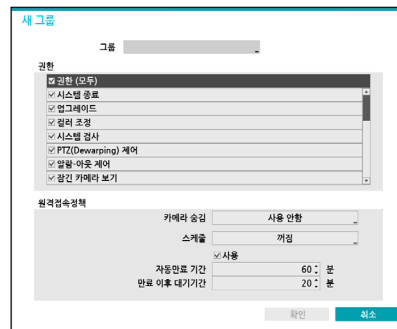 새 그룹
그룹
권한
권한 (모두)
시스템 종료
업그레이드
컬러 조정
시스템 검사
PTZ(Dewarping) 제어
알람-아웃 제어
잠긴 카메라 보기
원격접속정책
카메라 숨김 사용 안함
스케줄 꺼짐
사용
자동만료 기간 60 분
만료 이후 대기기간 20 분
확인 취소